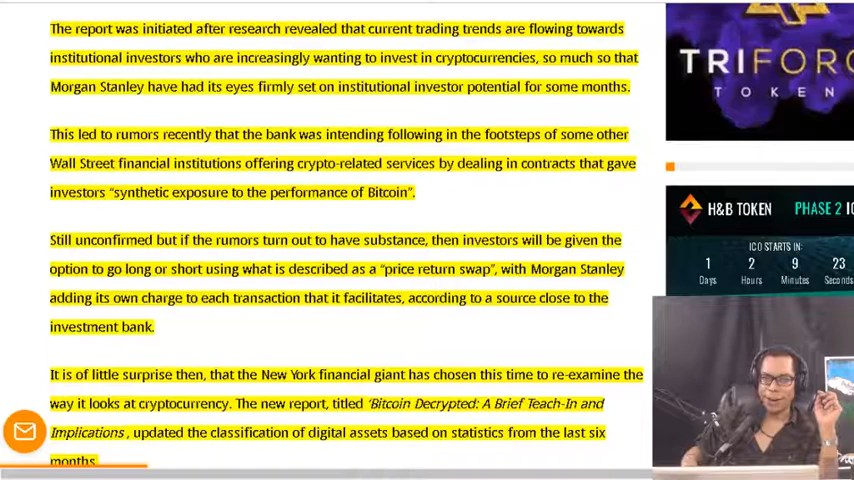 The report was initiated after research revealed that current trading trends are flowing towards
institutional investors who are increasingly wanting to invest in cryptocurrencies, so much so that
Morgan Stanley have had its eyes firmly set on institutional investor potential for some months.
This led to rumors recently that the bank was intending following in the footsteps of some other
Wall Street financial institutions offering crypto-related services by dealing in contracts that gave
investors “synthetic exposure to the performance of Bitcoin”.
Still unconfirmed but if the rumors turn out to have substance, then investors will be given the
option to go long or short using what is described as a “price return swap”, with Morgan Stanley
adding its own charge to each transaction that it facilitates, according to a source close to the
investment bank.
It is of little surprise then, that the New York financial giant has chosen this time to re-examine the
way it looks at cryptocurrency. The new report, titled ‘Bitcoin Decrypted: A Brief Teach-In and
Implications , updated the classification of digital assets based on statistics from the last six
months.
TRIFORC
TOKEN
H&B TOKEN PHASE 2 IC
ICO STARTS IN:
1 2 9 23
Days Hours Minutes Seconds